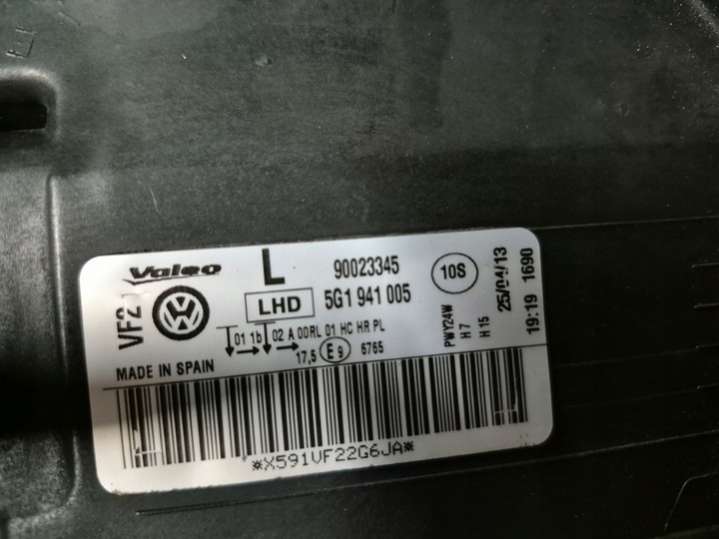 Valeo L 90023345 10S
VF2
LHD 5G1 941 005
01 1b 02 A 00RL 01 HC HR PL
17,5 E9 6765
MADE IN SPAIN
PWY24W
H7
H15
25/04/13
19:19 1690
*X591VF22G6JA*